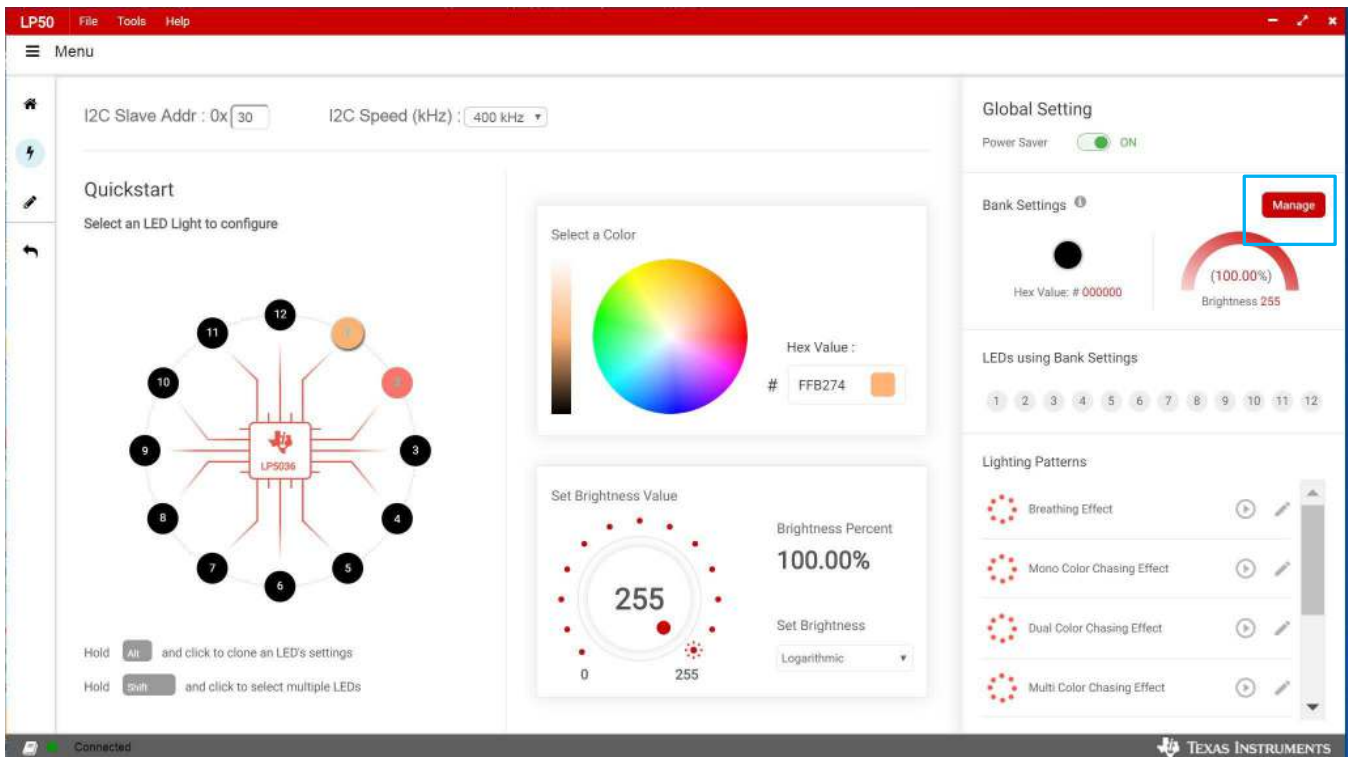 LP50 File Tools Help
Menu
I2C Slave Addr : 0x 30 I2C Speed (kHz) : 400 kHz
Quickstart
Select an LED Light to configure
12
11
1
10
2
9
3
LP5036
8
4
7
5
6
Hold Alt and click to clone an LED's settings
Hold Shift and click to select multiple LEDs
Select a Color
Hex Value :
# FFB274
Set Brightness Value
255
0 255
Brightness Percent
100.00%
Set Brightness
Logarithmic
Global Setting
Power Saver ON
Bank Settings Manage
Hex Value: # 000000
(100.00%)
Brightness 255
LEDs using Bank Settings
1 2 3 4 5 6 7 8 9 10 11 12
Lighting Patterns
Breathing Effect
Mono Color Chasing Effect
Dual Color Chasing Effect
Multi Color Chasing Effect
Connected
TEXAS INSTRUMENTS